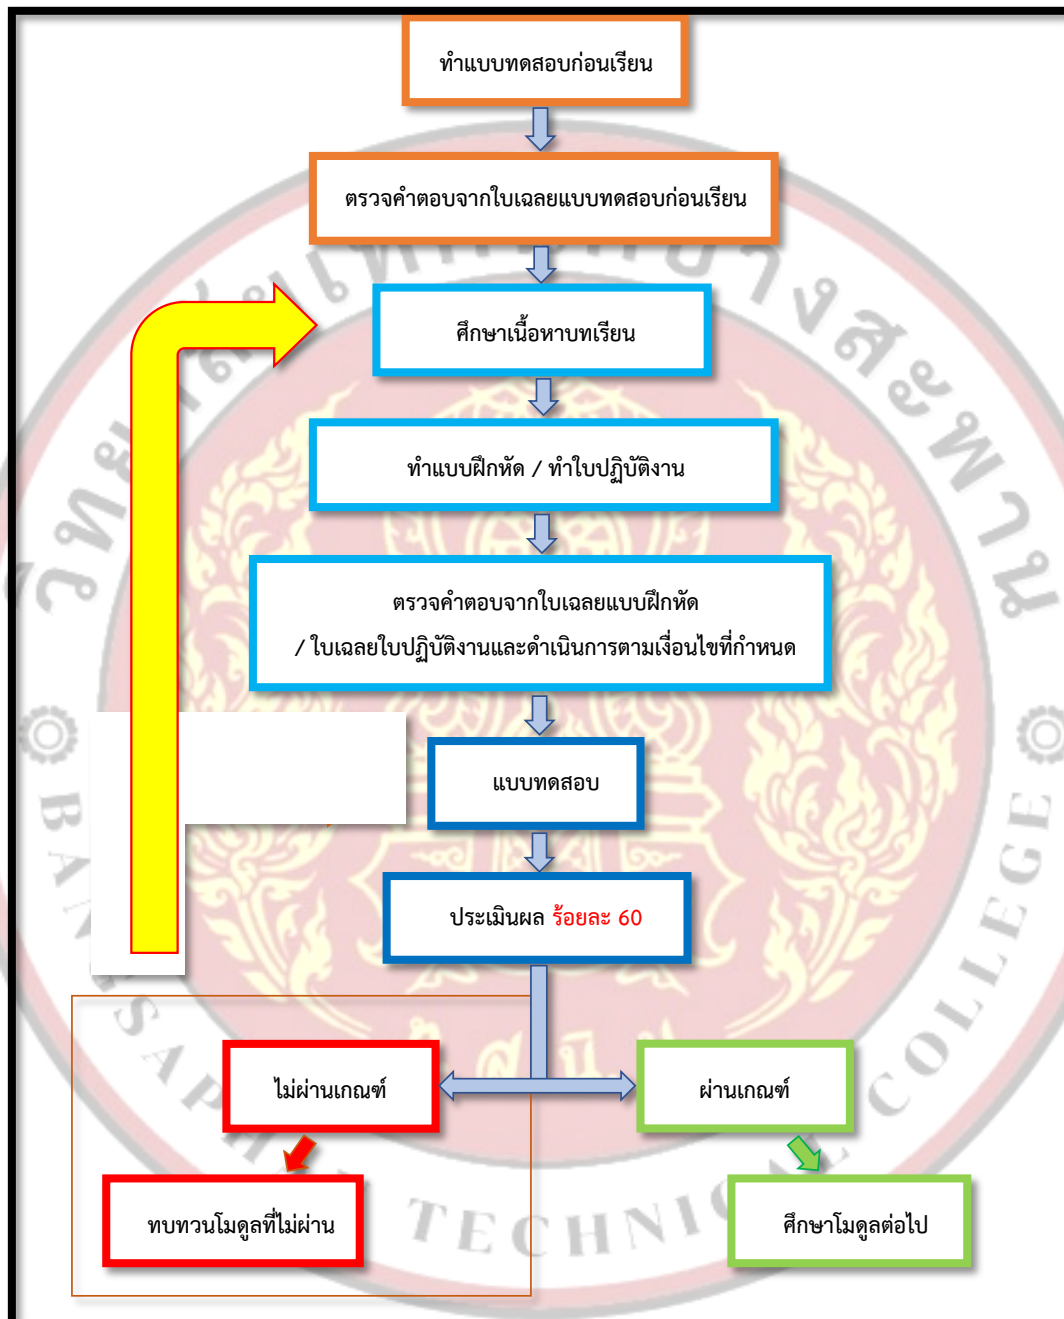 ทำแบบทดสอบก่อนเรียน
ตรวจคำตอบจากใบเฉลยแบบทดสอบก่อนเรียน
ศึกษาเนื้อหาบทเรียน
ทำแบบฝึกหัด / ทำใบปฏิบัติงาน
ตรวจคำตอบจากใบเฉลยแบบฝึกหัด
/ ใบเฉลยใบปฏิบัติงานและดำเนินการตามเงื่อนไขที่กำหนด
แบบทดสอบ
ประเมินผล ร้อยละ 60
ไม่ผ่านเกณฑ์
ผ่านเกณฑ์
ทบทวนโมดูลที่ไม่ผ่าน
ศึกษาโมดูลต่อไป
TECHNICAL COLLEGE